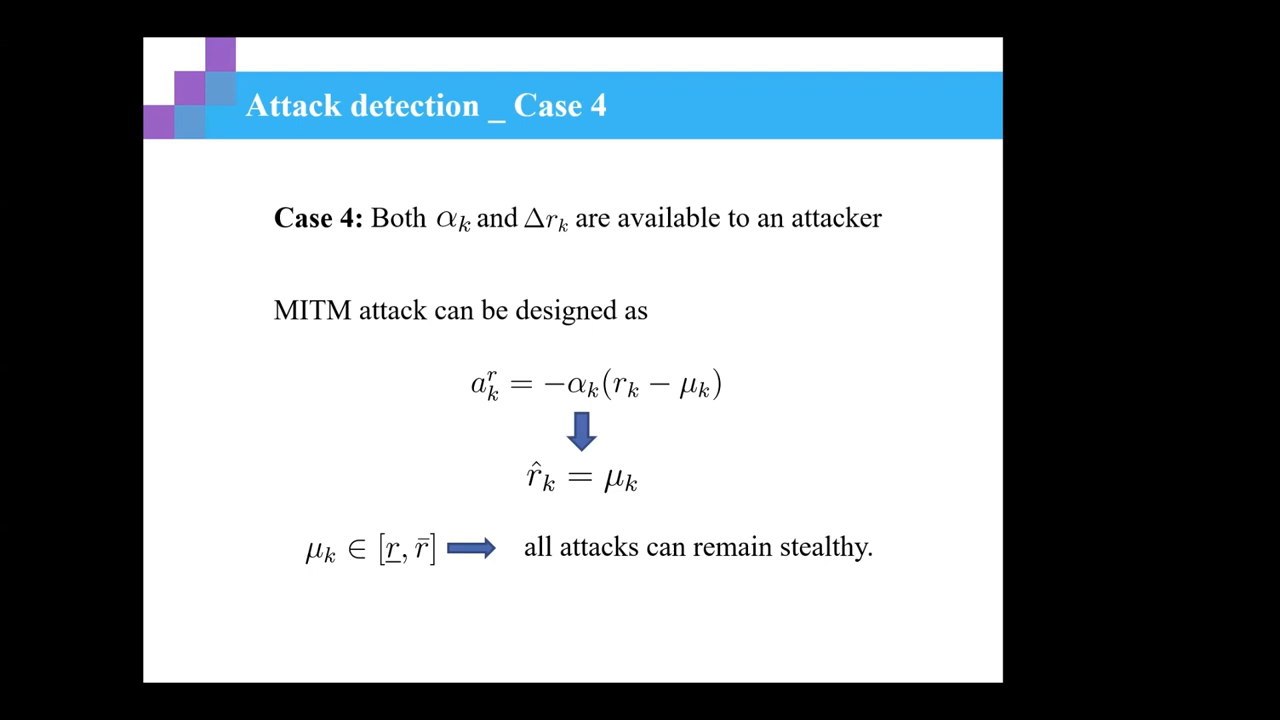 Attack detection _ Case 4
Case 4: Both αₖ and Δrₖ are available to an attacker
MITM attack can be designed as
aₖʳ = −αₖ(rₖ − μₖ)
r̂ₖ = μₖ
μₖ ∈ [r̲, r̄] all attacks can remain stealthy.